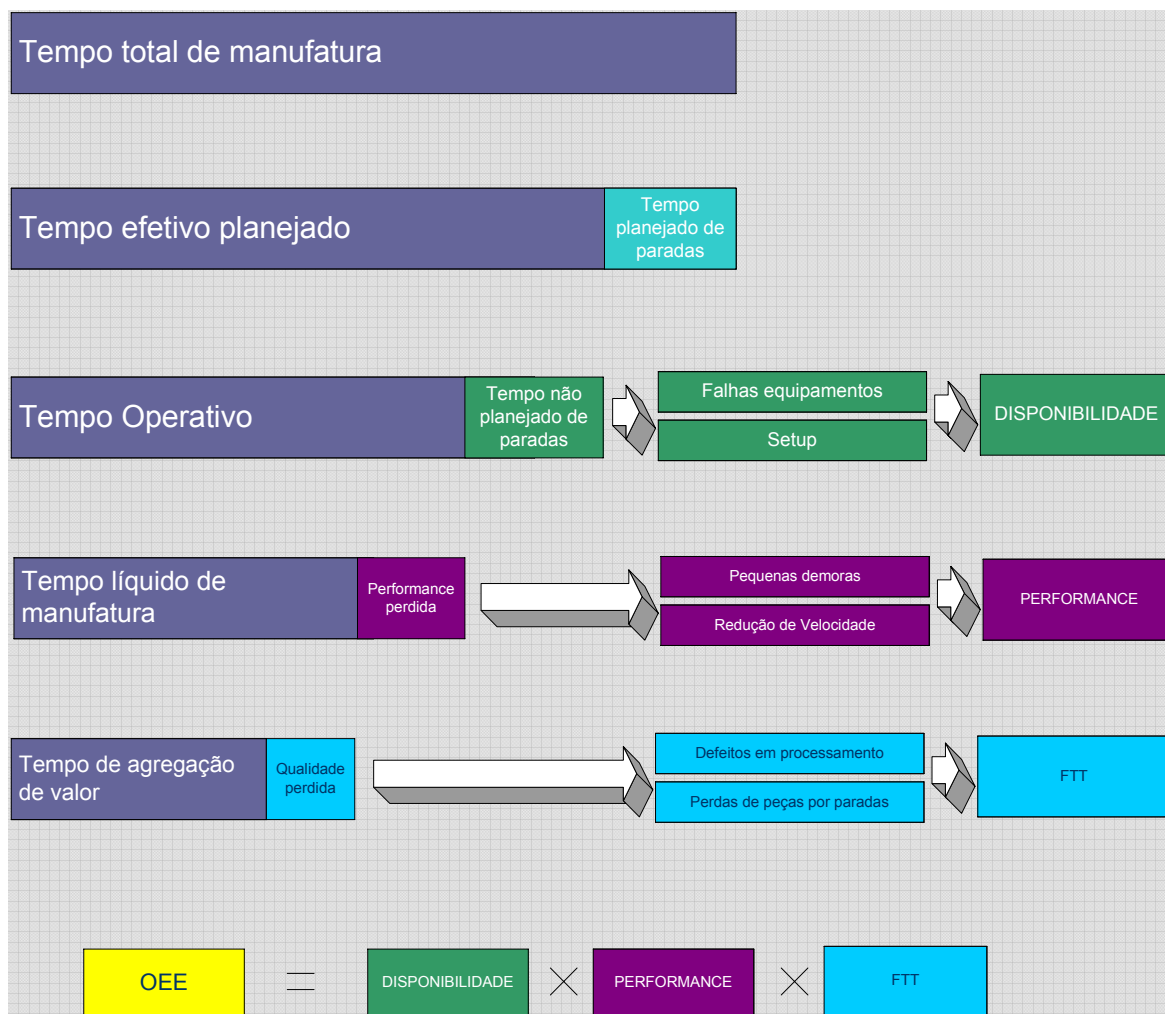 Tempo total de manufatura
Tempo efetivo planejado
Tempo
planejado de
paradas
Tempo Operativo
Tempo não
planejado de
paradas
Falhas equipamentos
Setup
DISPONIBILIDADE
Tempo líquido de
manufatura
Performance
perdida
Pequenas demoras
Redução de Velocidade
PERFORMANCE
Tempo de agregação
de valor
Qualidade
perdida
Defeitos em processamento
Perdas de peças por paradas
FTT
OEE = DISPONIBILIDADE × PERFORMANCE × FTT